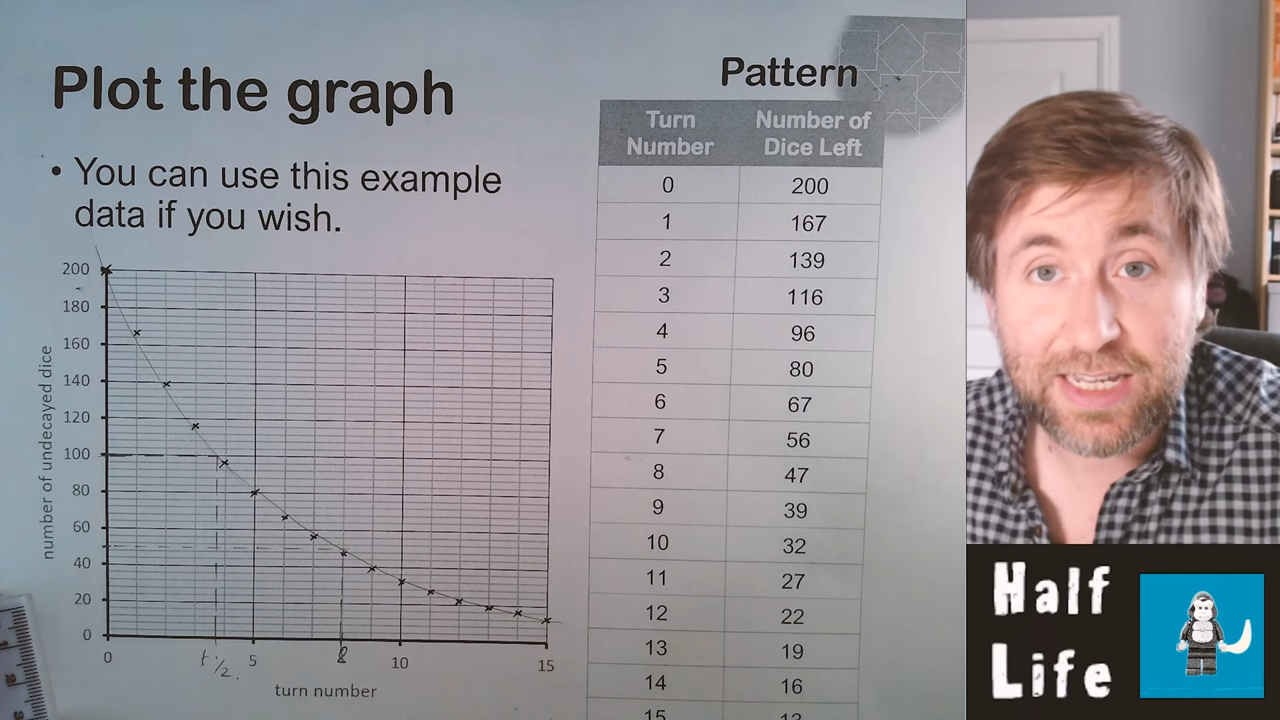 Plot the graph
• You can use this example
data if you wish.
200
180
160
140
120
100
80
60
40
20
0
number of undecayed dice
0 t 1/2. 5 8 10 15
turn number
Pattern
Turn Number of
Number Dice Left
0 200
1 167
2 139
3 116
4 96
5 80
6 67
7 56
8 47
9 39
10 32
11 27
12 22
13 19
14 16
15
Half
Life